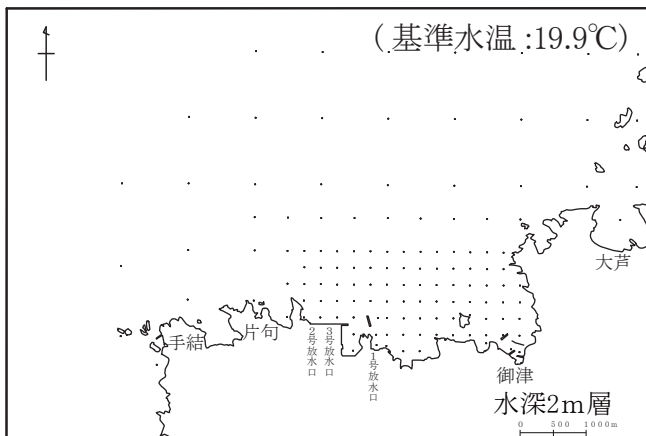 (基準水温:19.9℃)
大芦
手結
片句
2号放水口
3号放水口
1号放水口
御津
水深2m層
0 500 1000m